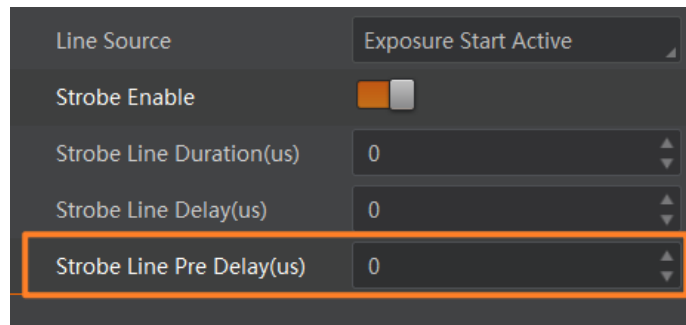 Line Source Exposure Start Active
Strobe Enable
Strobe Line Duration(us) 0
Strobe Line Delay(us) 0
Strobe Line Pre Delay(us) 0